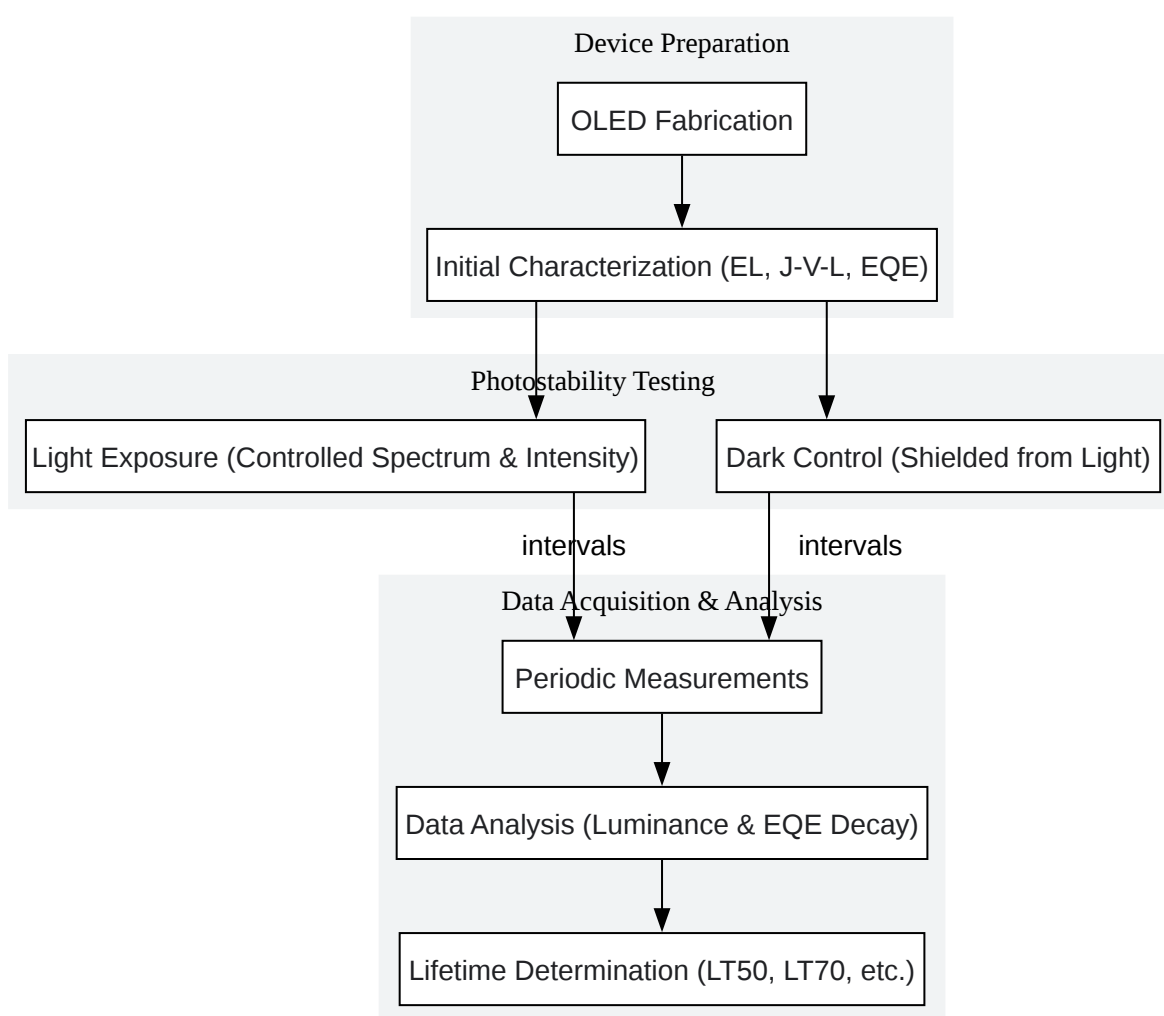 Device Preparation
OLED Fabrication
Initial Characterization (EL, J-V-L, EQE)
Photostability Testing
Light Exposure (Controlled Spectrum & Intensity)
Dark Control (Shielded from Light)
intervals
intervals
Data Acquisition & Analysis
Periodic Measurements
Data Analysis (Luminance & EQE Decay)
Lifetime Determination (LT50, LT70, etc.)